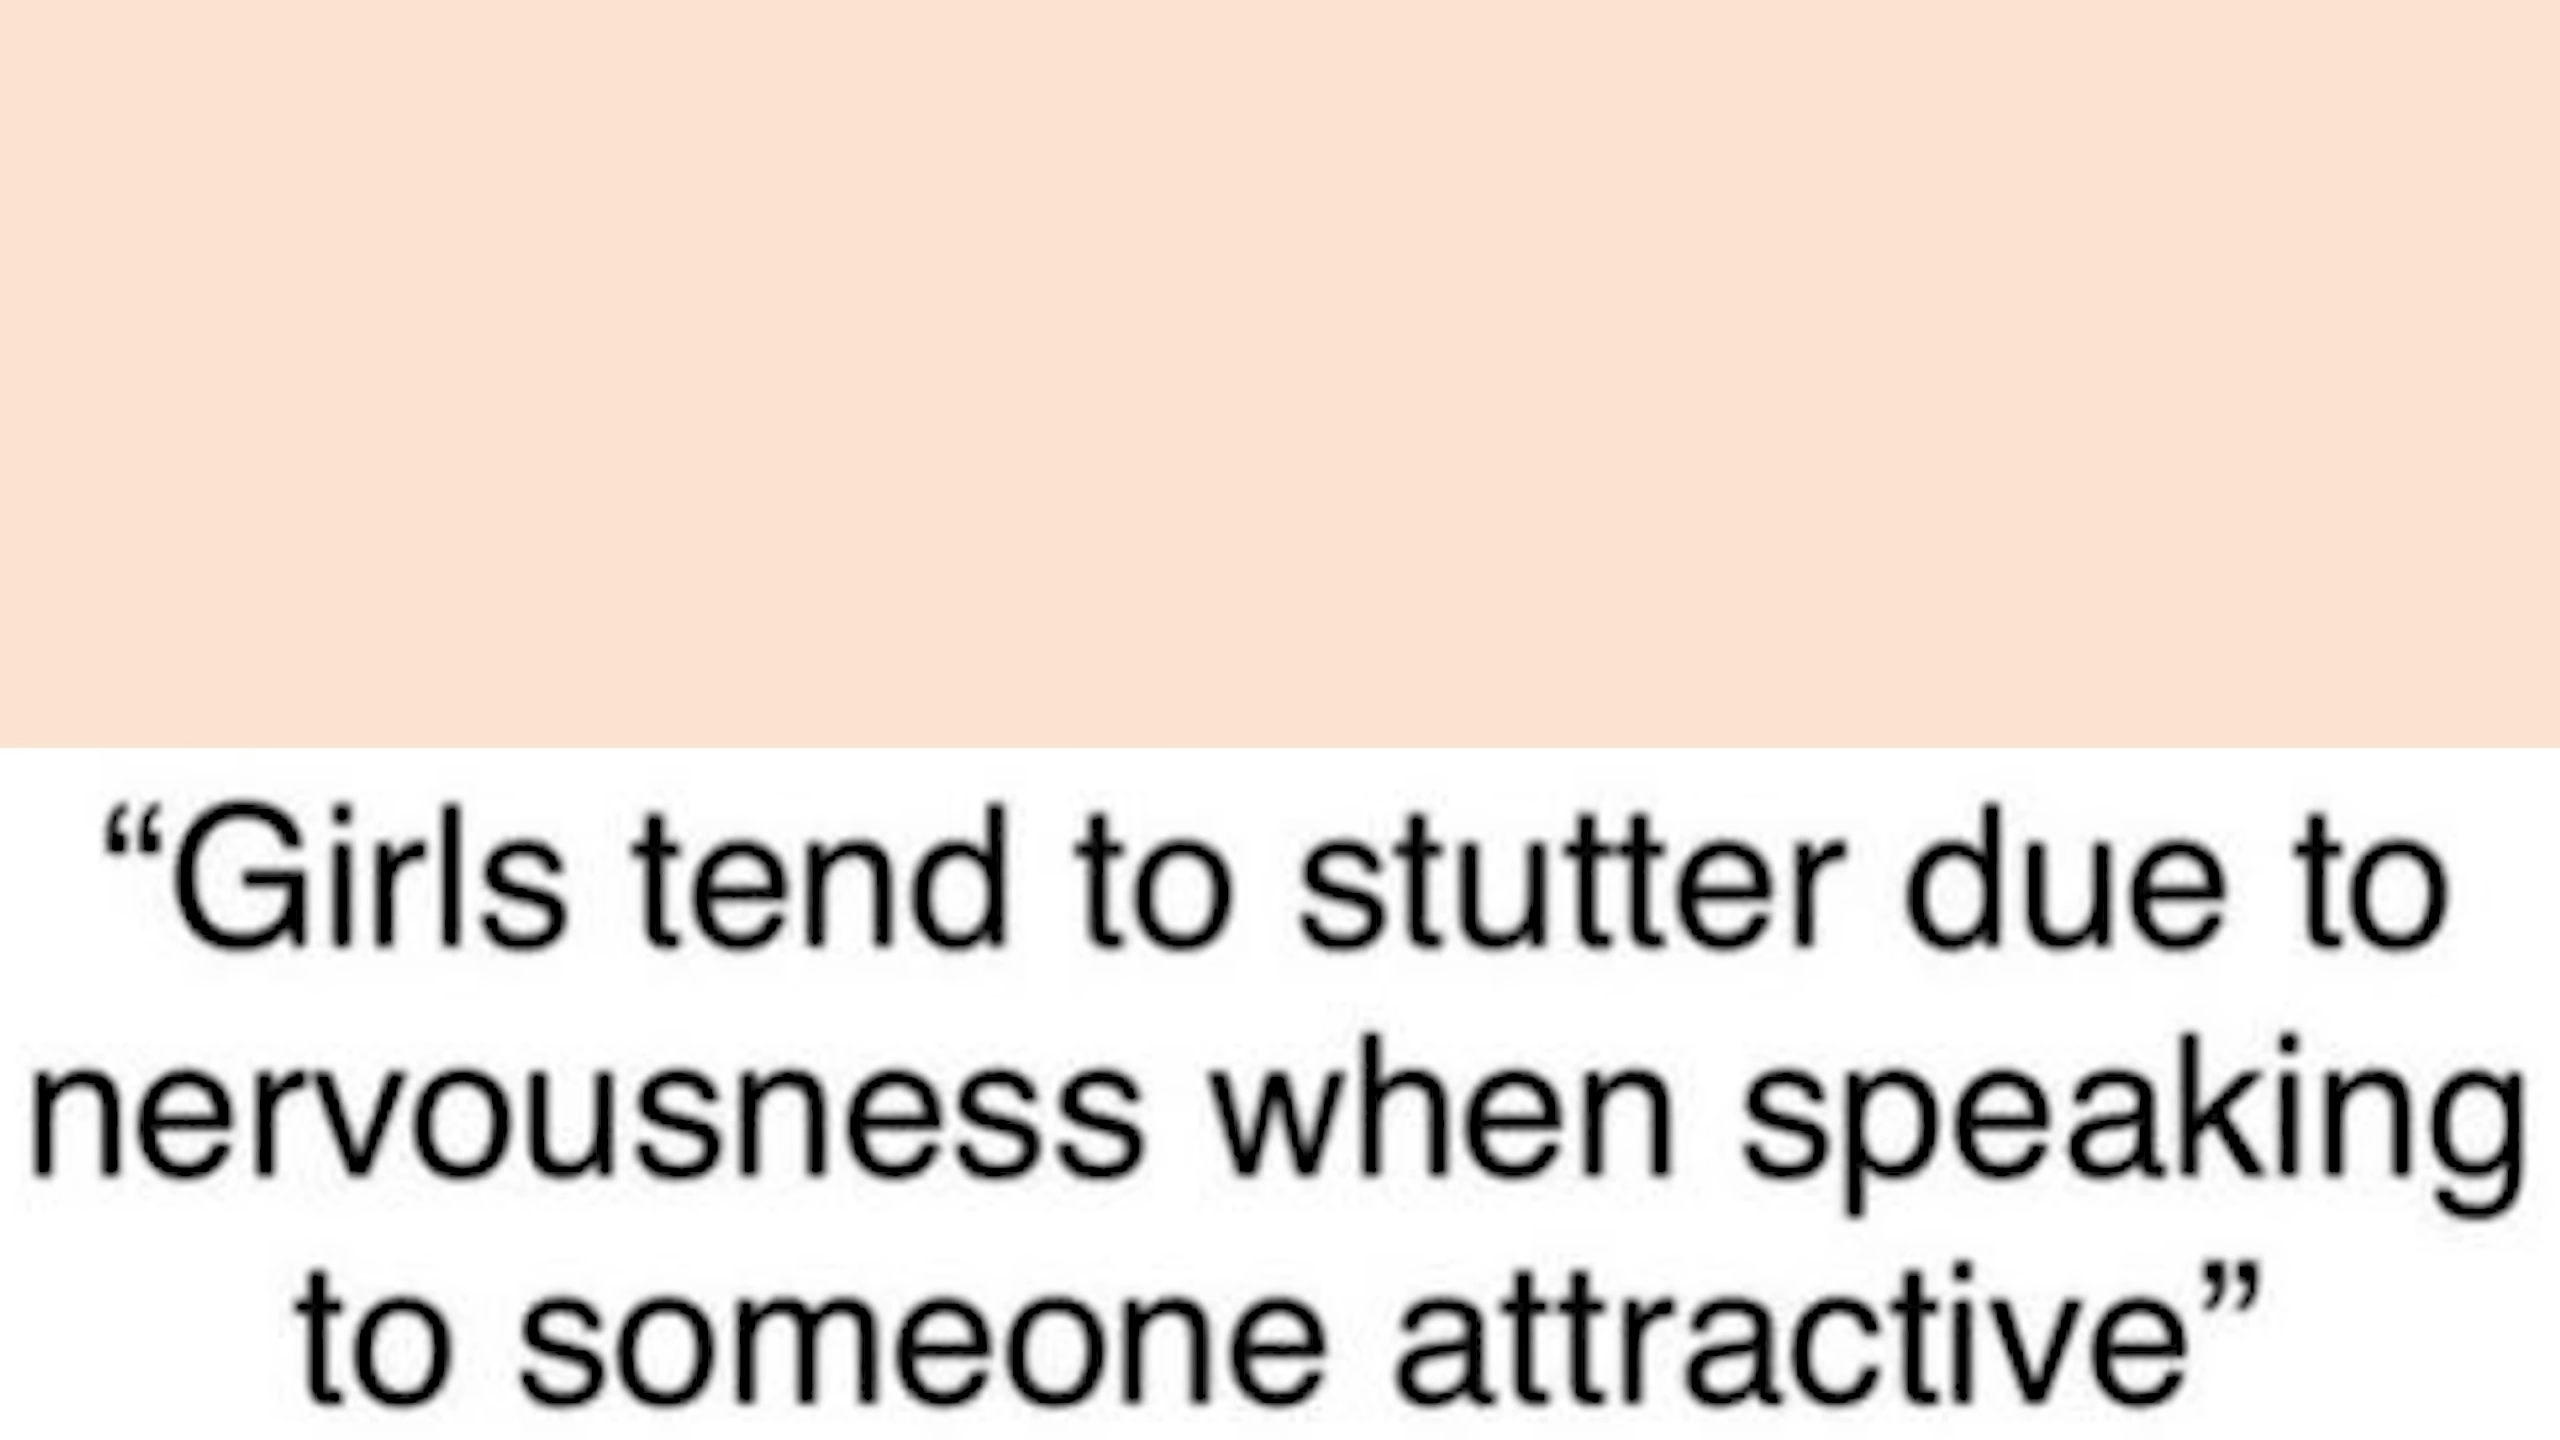 “Girls tend to stutter due to
nervousness when speaking
to someone attractive”